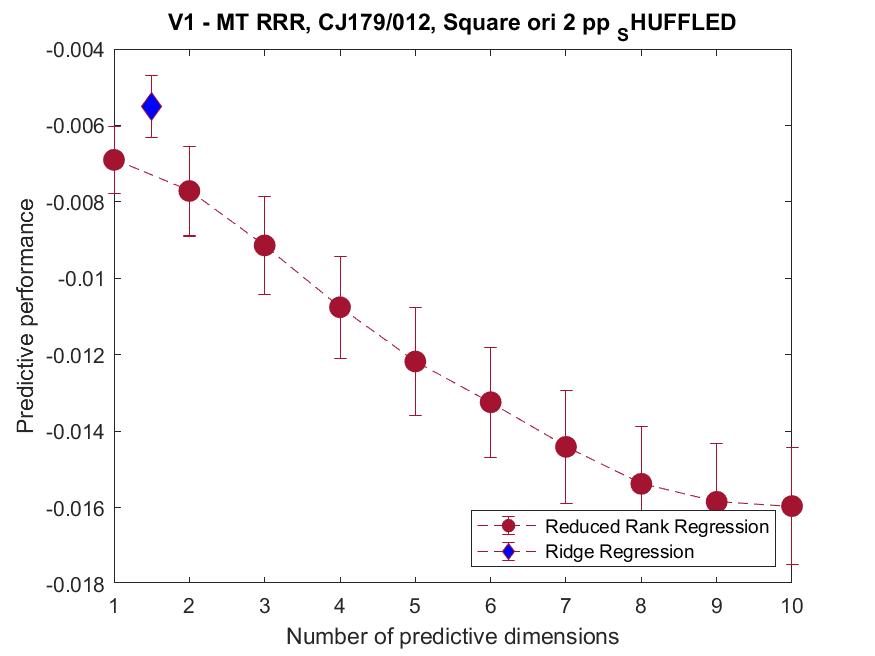 V1 - MT RRR, CJ179/012, Square ori 2 pp SHUFFLED
-0.004
-0.006
-0.008
-0.01
-0.012
-0.014
-0.016
-0.018
Predictive performance
1 2 3 4 5 6 7 8 9 10
Number of predictive dimensions
Reduced Rank Regression
Ridge Regression